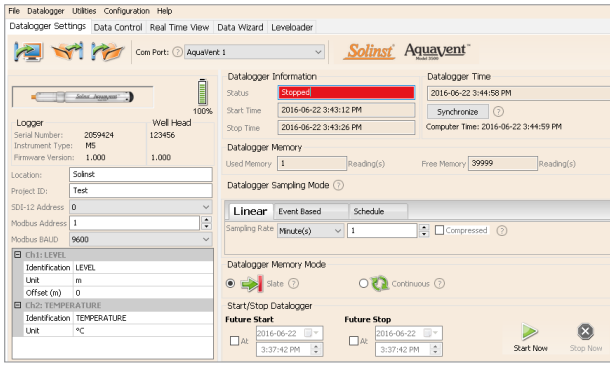 File Datalogger Utilities Configuration Help
Datalogger Settings Data Control Real Time View Data Wizard Levelloader
Com Port: ? AquaVent 1 Solinst Aquavent™
Model 3500
Solinst Aquavent
100%
Logger Well Head
Serial Number: 2059424 123456
Instrument Type: M5
Firmware Version: 1.000 1.000
Location: Solinst
Project ID: Test
SDI-12 Address 0
Modbus Address 1
Modbus BAUD 9600
Ch1: LEVEL
Identification LEVEL
Unit m
Offset (m) 0
Ch2: TEMPERATURE
Identification TEMPERATURE
Unit °C
Datalogger Information
Status Stopped
Start Time 2016-06-22 3:43:12 PM
Stop Time 2016-06-22 3:43:26 PM
Datalogger Time
2016-06-22 3:44:58 PM
Synchronize ?
Computer Time: 2016-06-22 3:44:59 PM
Datalogger Memory
Used Memory 1 Reading(s) Free Memory 39999 Reading(s)
Datalogger Sampling Mode ?
Linear Event Based Schedule
Sampling Rate Minute(s) 1 Compressed ?
Datalogger Memory Mode
Slate ? Continuous ?
Start/Stop Datalogger
Future Start Future Stop
At 2016-06-22 At 2016-06-22
3:37:42 PM 3:37:42 PM
Start Now Stop Now